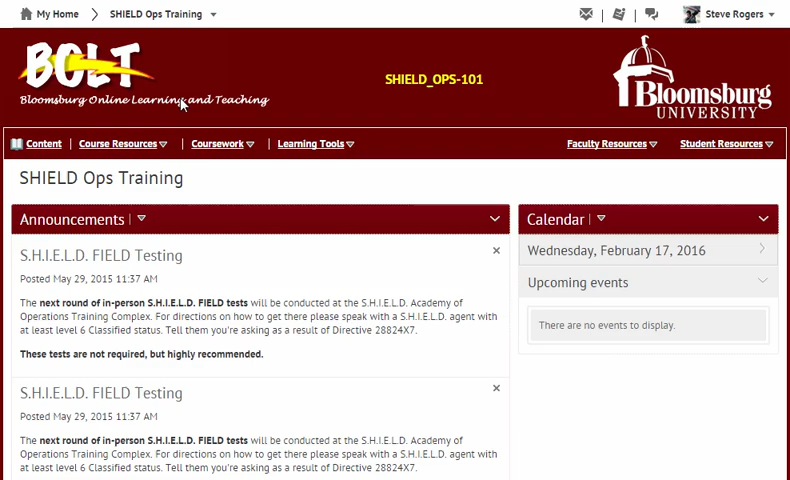 My Home
SHIELD Ops Training
Steve Rogers
BOLT
Bloomsburg Online Learning and Teaching
SHIELD_OPS-101
Bloomsburg
UNIVERSITY
Content
Course Resources
Coursework
Learning Tools
Faculty Resources
Student Resources
SHIELD Ops Training
Announcements
S.H.I.E.L.D. FIELD Testing
Posted May 29, 2015 11:37 AM
The next round of in-person S.H.I.E.L.D. FIELD tests will be conducted at the S.H.I.E.L.D. Academy of
Operations Training Complex. For directions on how to get there please speak with a S.H.I.E.L.D. agent with
at least level 6 Classified status. Tell them you're asking as a result of Directive 28824X7.
These tests are not required, but highly recommended.
S.H.I.E.L.D. FIELD Testing
Posted May 29, 2015 11:37 AM
The next round of in-person S.H.I.E.L.D. FIELD tests will be conducted at the S.H.I.E.L.D. Academy of
Operations Training Complex. For directions on how to get there please speak with a S.H.I.E.L.D. agent with
at least level 6 Classified status. Tell them you're asking as a result of Directive 28824X7.
Calendar
Wednesday, February 17, 2016
Upcoming events
There are no events to display.